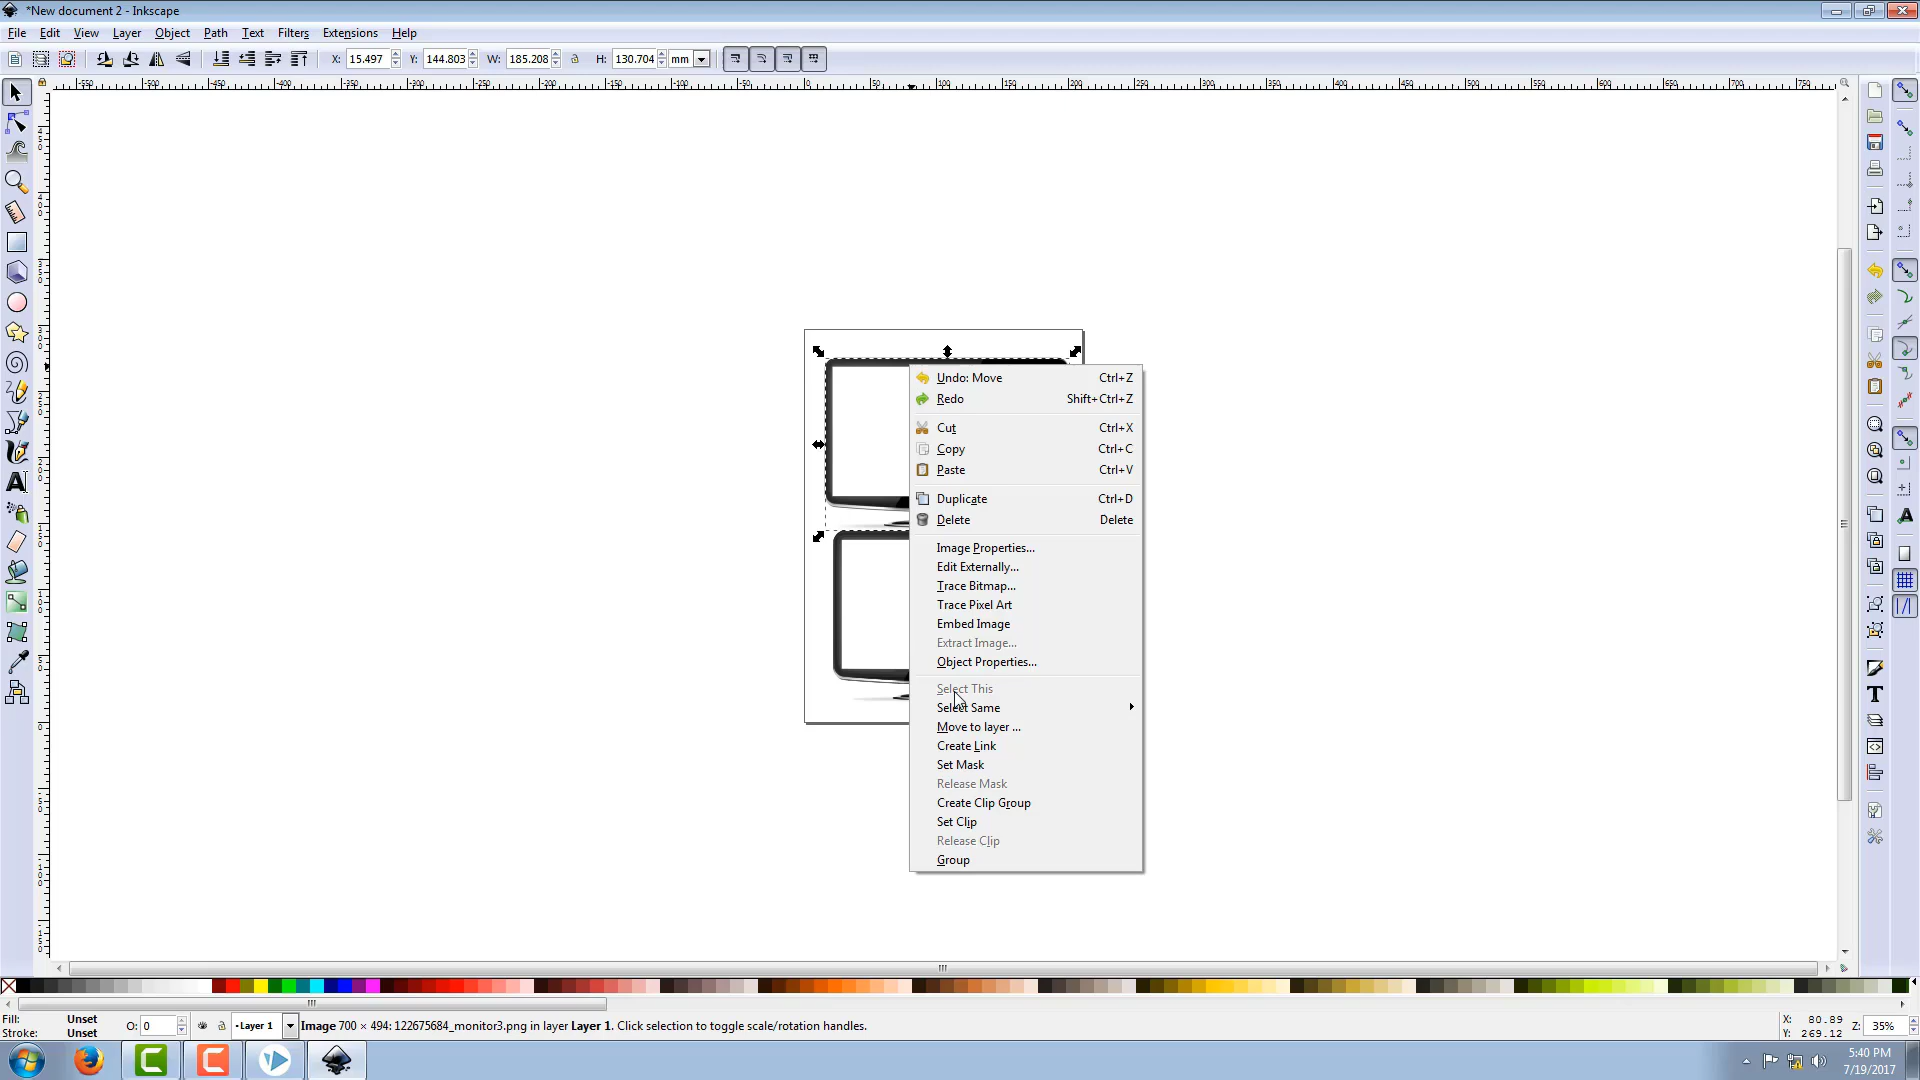 *New document 2 - Inkscape
File Edit View Layer Object Path Text Filters Extensions Help
X: 15.497 Y: 144.803 W: 185.208 H: 130.704 mm
Undo: Move Ctrl+Z
Redo Shift+Ctrl+Z
Cut Ctrl+X
Copy Ctrl+C
Paste Ctrl+V
Duplicate Ctrl+D
Delete Delete
Image Properties...
Edit Externally...
Trace Bitmap...
Trace Pixel Art
Embed Image
Extract Image...
Object Properties...
Select This
Select Same
Move to layer ...
Create Link
Set Mask
Release Mask
Create Clip Group
Set Clip
Release Clip
Group
Fill: Unset
Stroke: Unset
O: 0
•Layer 1
Image 700 × 494: 122675684_monitor3.png in layer Layer 1. Click selection to toggle scale/rotation handles.
X: 80.89
Y: 269.12
Z: 35%
5:40 PM
7/19/2017